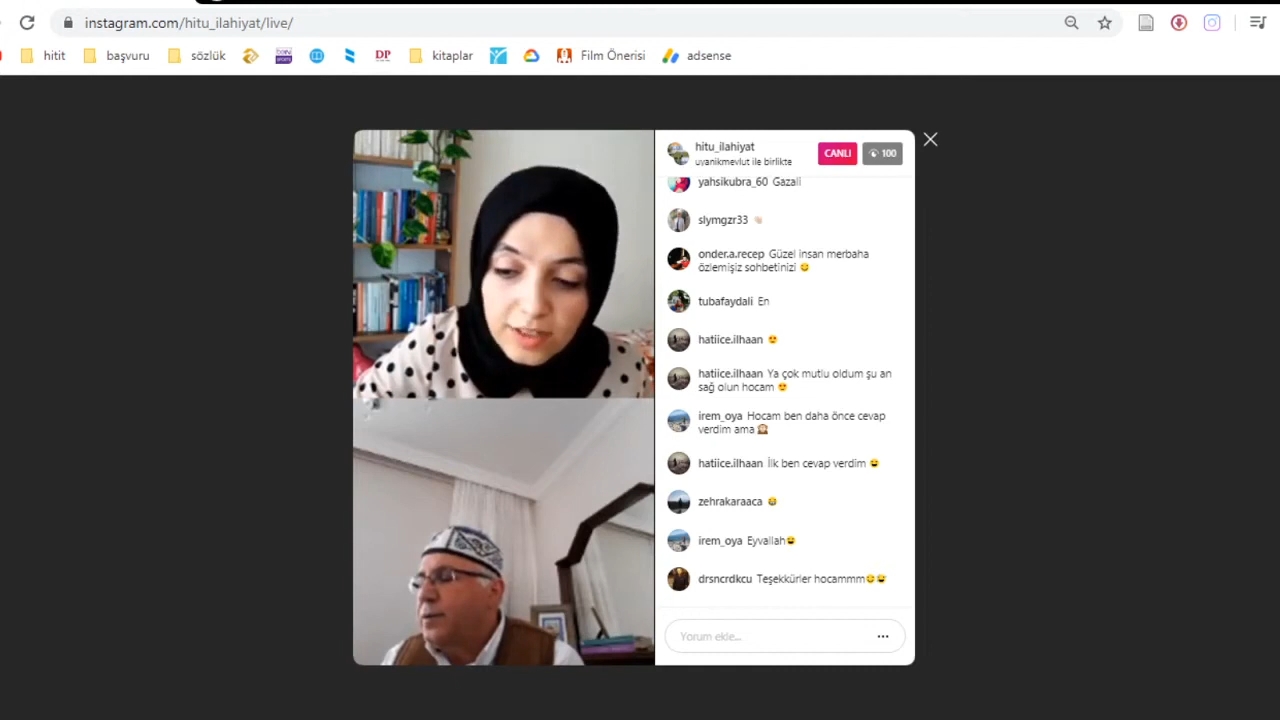 instagram.com/hitu_ilahiyat/live/
hitit başvuru sözlük beIN SPORTS DP kitaplar Film Önerisi adsense
hitu_ilahiyat
uyanikmevlut ile birlikte
CANLI 100
yahsikubra_60 Gazali
slymgzr33
onder.a.recep Güzel insan merbaha
özlemişiz sohbetinizi
tubafaydali En
hatiice.ilhaan
hatiice.ilhaan Ya çok mutlu oldum şu an
sağ olun hocam
irem_oya Hocam ben daha önce cevap
verdim ama
hatiice.ilhaan İlk ben cevap verdim
zehrakaraaca
irem_oya Eyvallah
drsncrdkcu Teşekkürler hocammm
Yorum ekle...